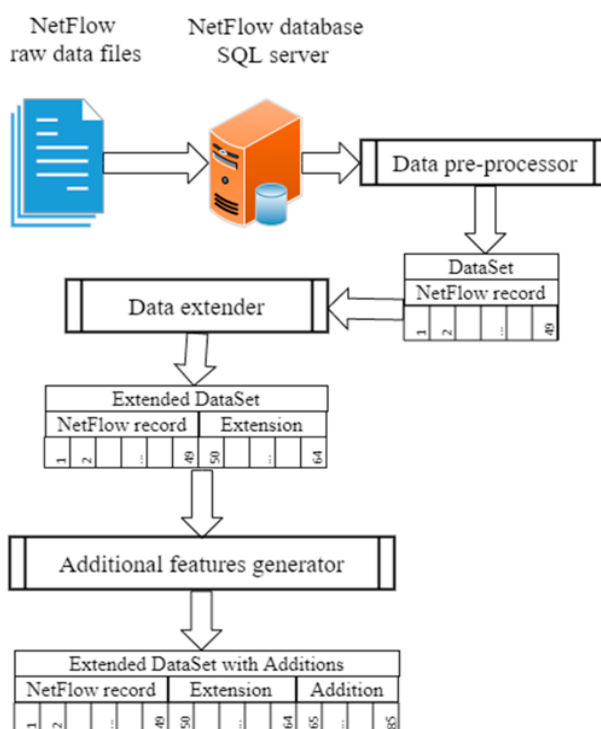 NetFlow
raw data files
NetFlow database
SQL server
Data pre-processor
DataSet
NetFlow record
1 2 ... 49
Data extender
Extended DataSet
NetFlow record Extension
1 2 ... 49 50 ... 64
Additional features generator
Extended DataSet with Additions
NetFlow record Extension Addition
1 2 ... 49 50 ... 64 65 ... 85